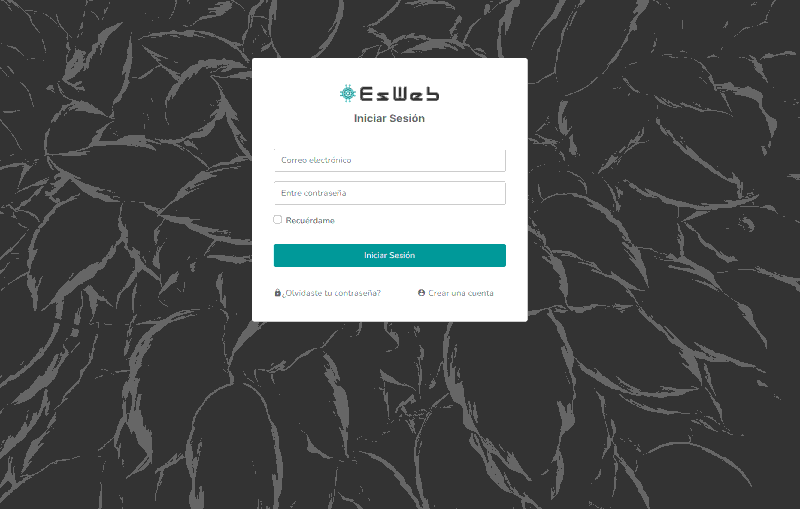 EsWeb
Iniciar Sesión
Correo electrónico
Entre contraseña
Recuérdame
Iniciar Sesión
¿Olvidaste tu contraseña? Crear una cuenta